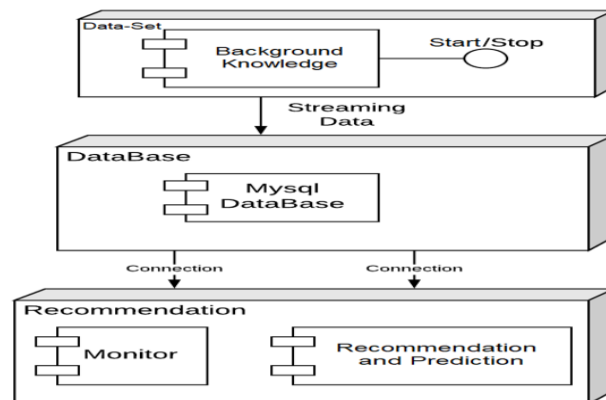 Data-Set
Background
Knowledge
Start/Stop
Streaming
Data
DataBase
Mysql
DataBase
Connection
Connection
Recommendation
Monitor
Recommendation
and Prediction